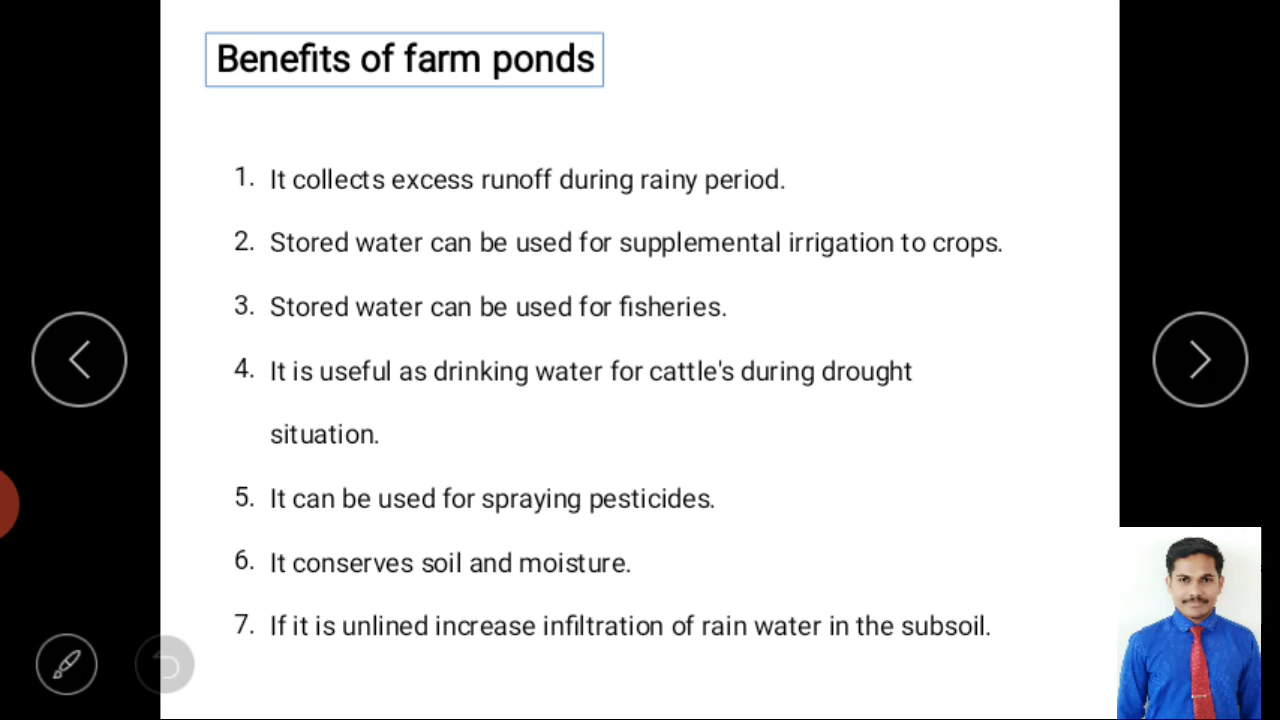 Benefits of farm ponds
1. It collects excess runoff during rainy period.
2. Stored water can be used for supplemental irrigation to crops.
3. Stored water can be used for fisheries.
4. It is useful as drinking water for cattle's during drought
situation.
5. It can be used for spraying pesticides.
6. It conserves soil and moisture.
7. If it is unlined increase infiltration of rain water in the subsoil.